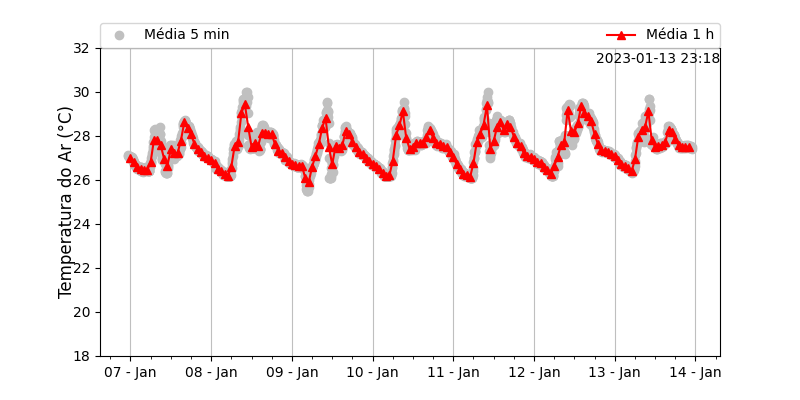 Média 5 min
Média 1 h
2023-01-13 23:18
Temperatura do Ar (°C)
32
30
28
26
24
22
20
18
07 - Jan
08 - Jan
09 - Jan
10 - Jan
11 - Jan
12 - Jan
13 - Jan
14 - Jan